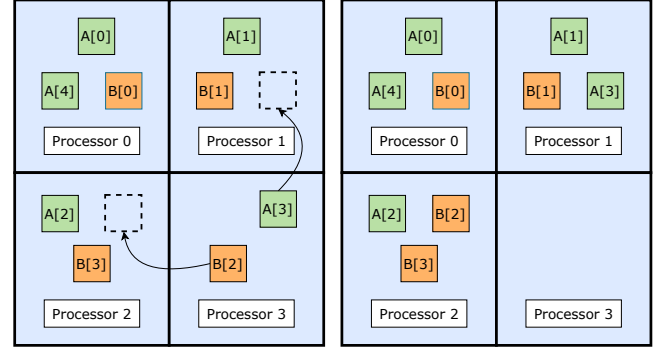 A[0]
A[1]
A[4]
B[0]
B[1]
Processor 0
Processor 1
A[2]
A[3]
B[3]
B[2]
Processor 2
Processor 3
A[0]
A[1]
A[4]
B[0]
B[1]
A[3]
Processor 0
Processor 1
A[2]
B[2]
B[3]
Processor 2
Processor 3